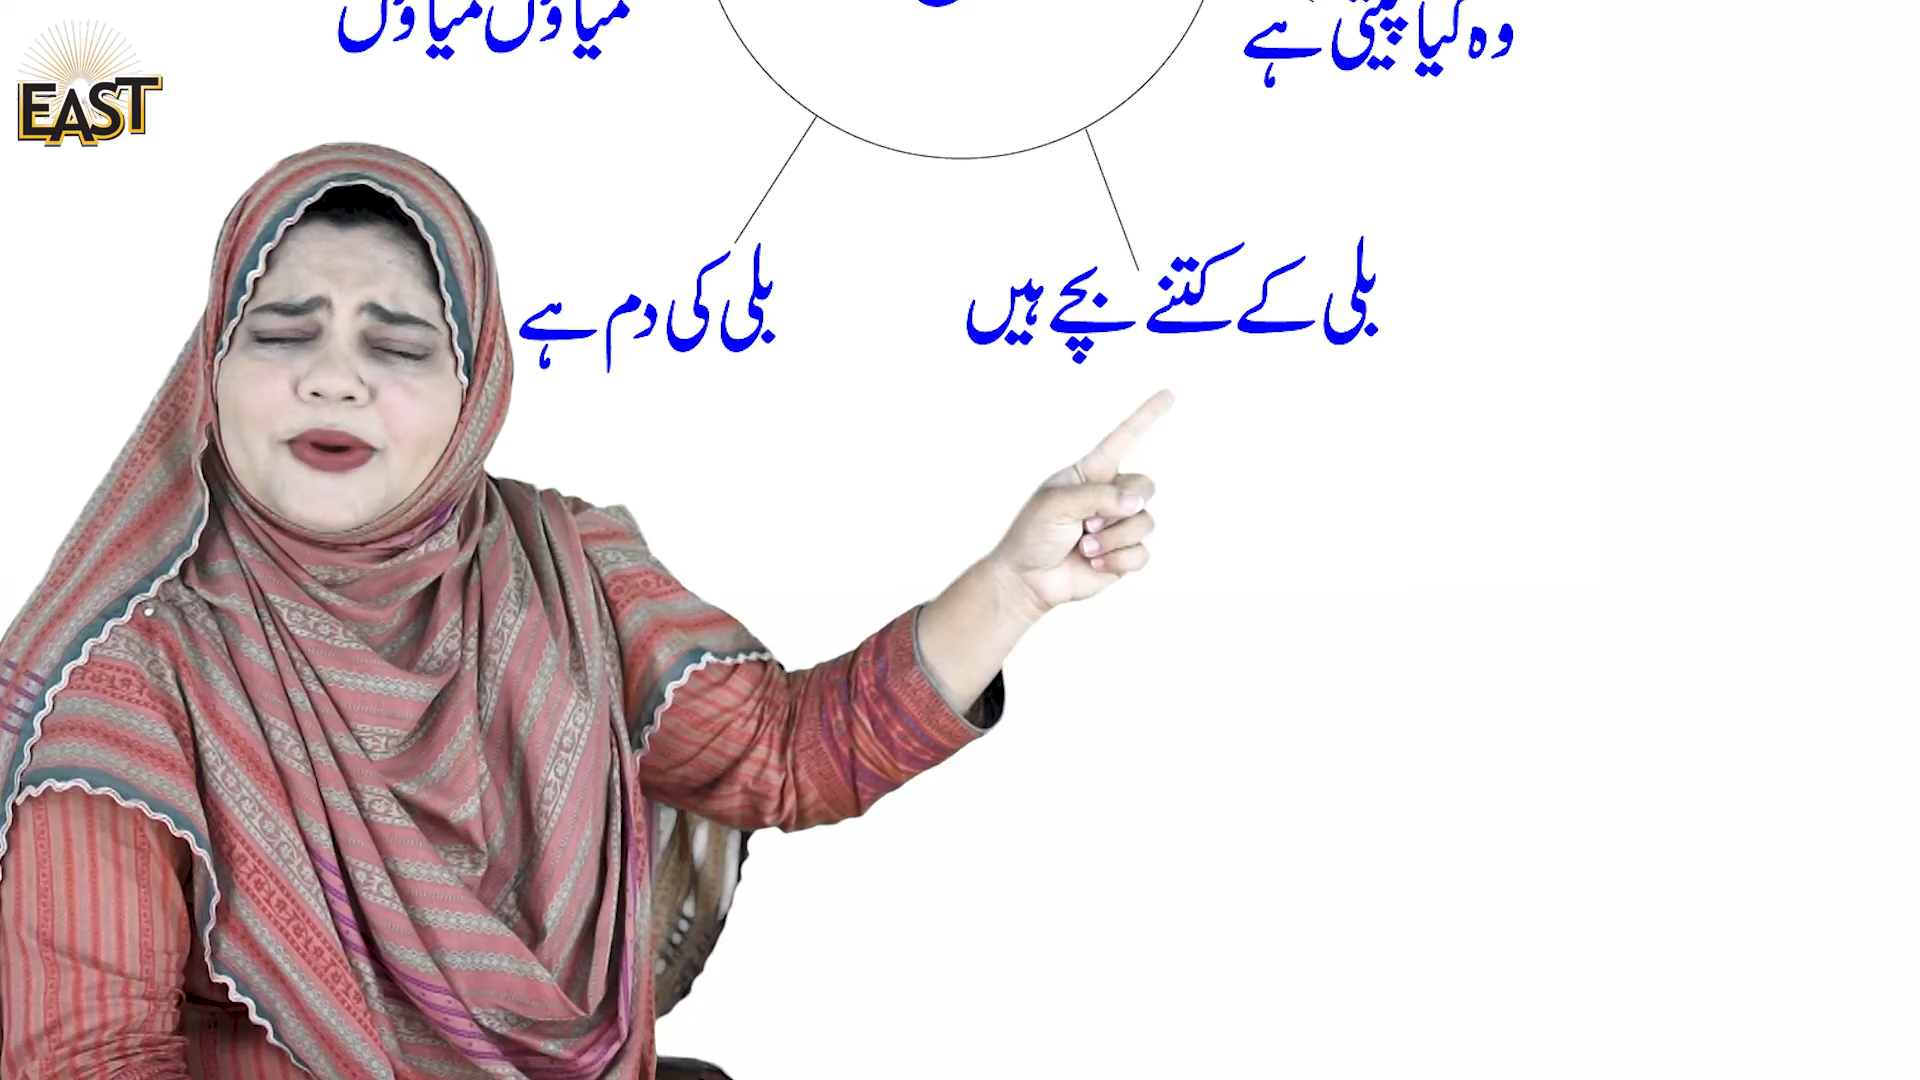 EAST
وہ کیا پیتی ہے
میاؤں میاؤں
بلی کے کتنے بچے ہیں
بلی کی دم ہے